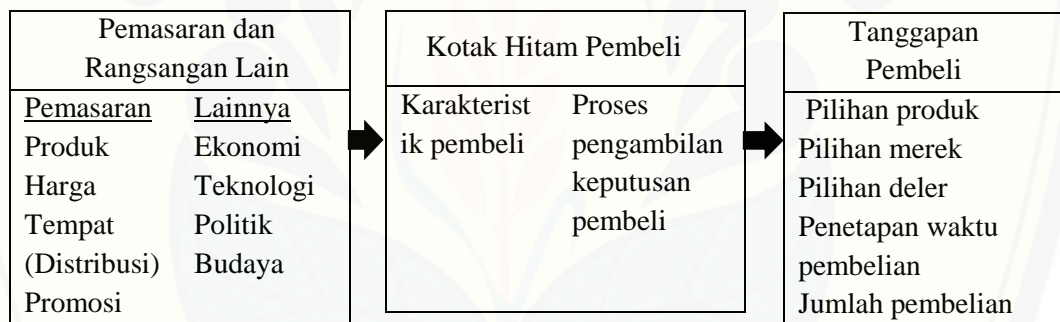 Pemasaran dan
Rangsangan Lain
Pemasaran
Produk
Harga
Tempat
(Distribusi)
Promosi
Lainnya
Ekonomi
Teknologi
Politik
Budaya
Kotak Hitam Pembeli
Karakterist
ik pembeli
Proses
pengambilan
keputusan
pembeli
Tanggapan
Pembeli
Pilihan produk
Pilihan merek
Pilihan deler
Penetapan waktu
pembelian
Jumlah pembelian